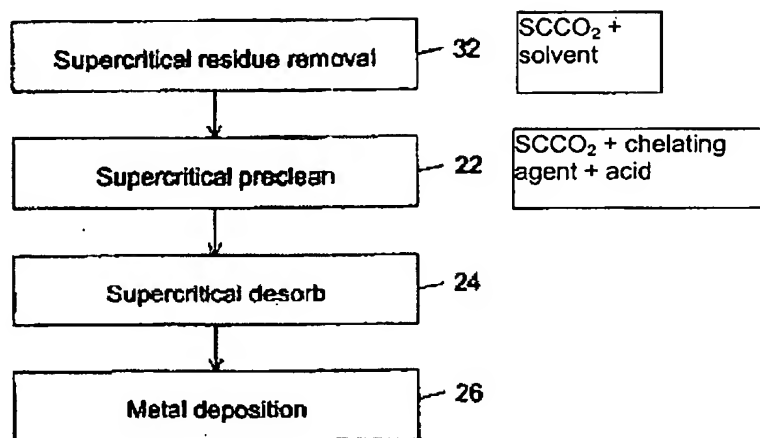 Supercritical residue removal
32
SCCO₂ +
solvent
Supercritical preclean
22
SCCO₂ + chelating
agent + acid
Supercritical desorb
24
Metal deposition
26